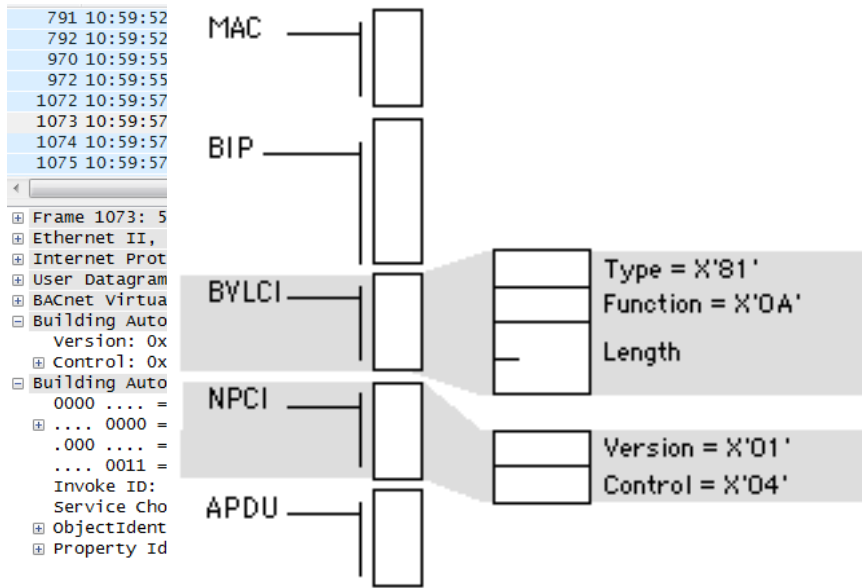 791 10:59:52
792 10:59:52
970 10:59:55
972 10:59:55
1072 10:59:57
1073 10:59:57
1074 10:59:57
1075 10:59:57
Frame 1073: 5
Ethernet II,
Internet Prot
User Datagram
BACnet Virtua
Building Auto
Version: 0x
Control: 0x
Building Auto
0000 .... =
.... 0000 =
.000 .... =
.... 0011 =
Invoke ID:
Service Cho
ObjectIdent
Property Id
MAC
BIP
BVLCI
NPCI
APDU
Type = X'81'
Function = X'0A'
Length
Version = X'01'
Control = X'04'